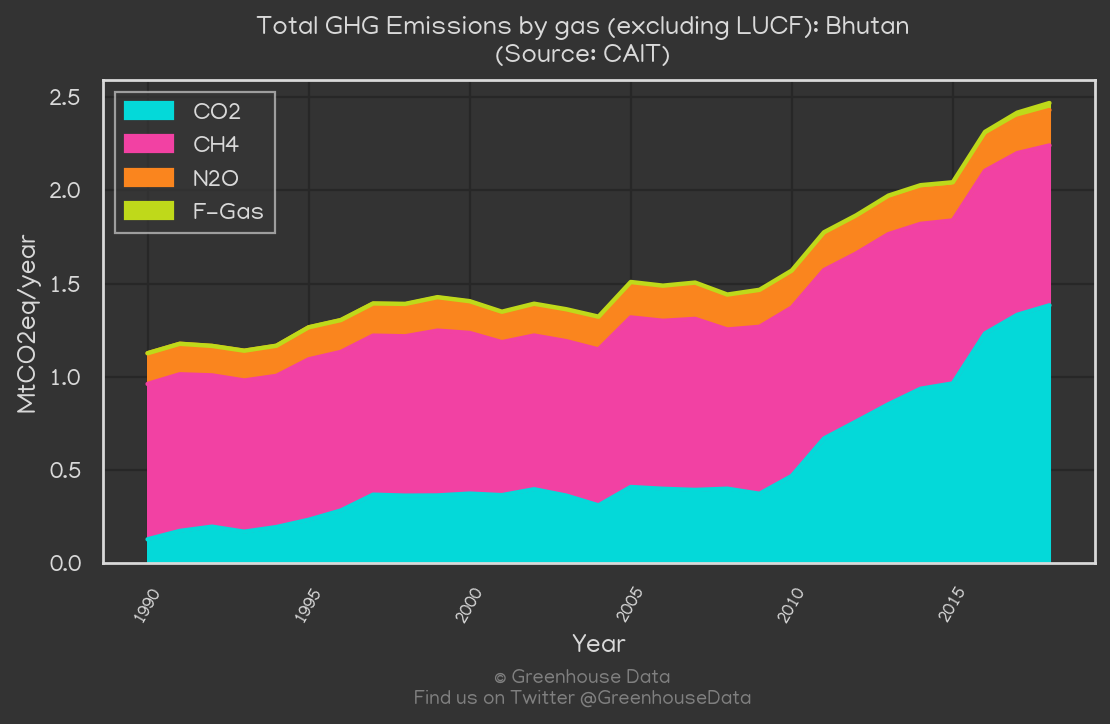 Total GHG Emissions by gas (excluding LUCF): Bhutan
(Source: CAIT)
CO2
CH4
N2O
F-Gas
MtCO2eq/year
2.5
2.0
1.5
1.0
0.5
0.0
1990 1995 2000 2005 2010 2015
Year
© Greenhouse Data
Find us on Twitter @GreenhouseData